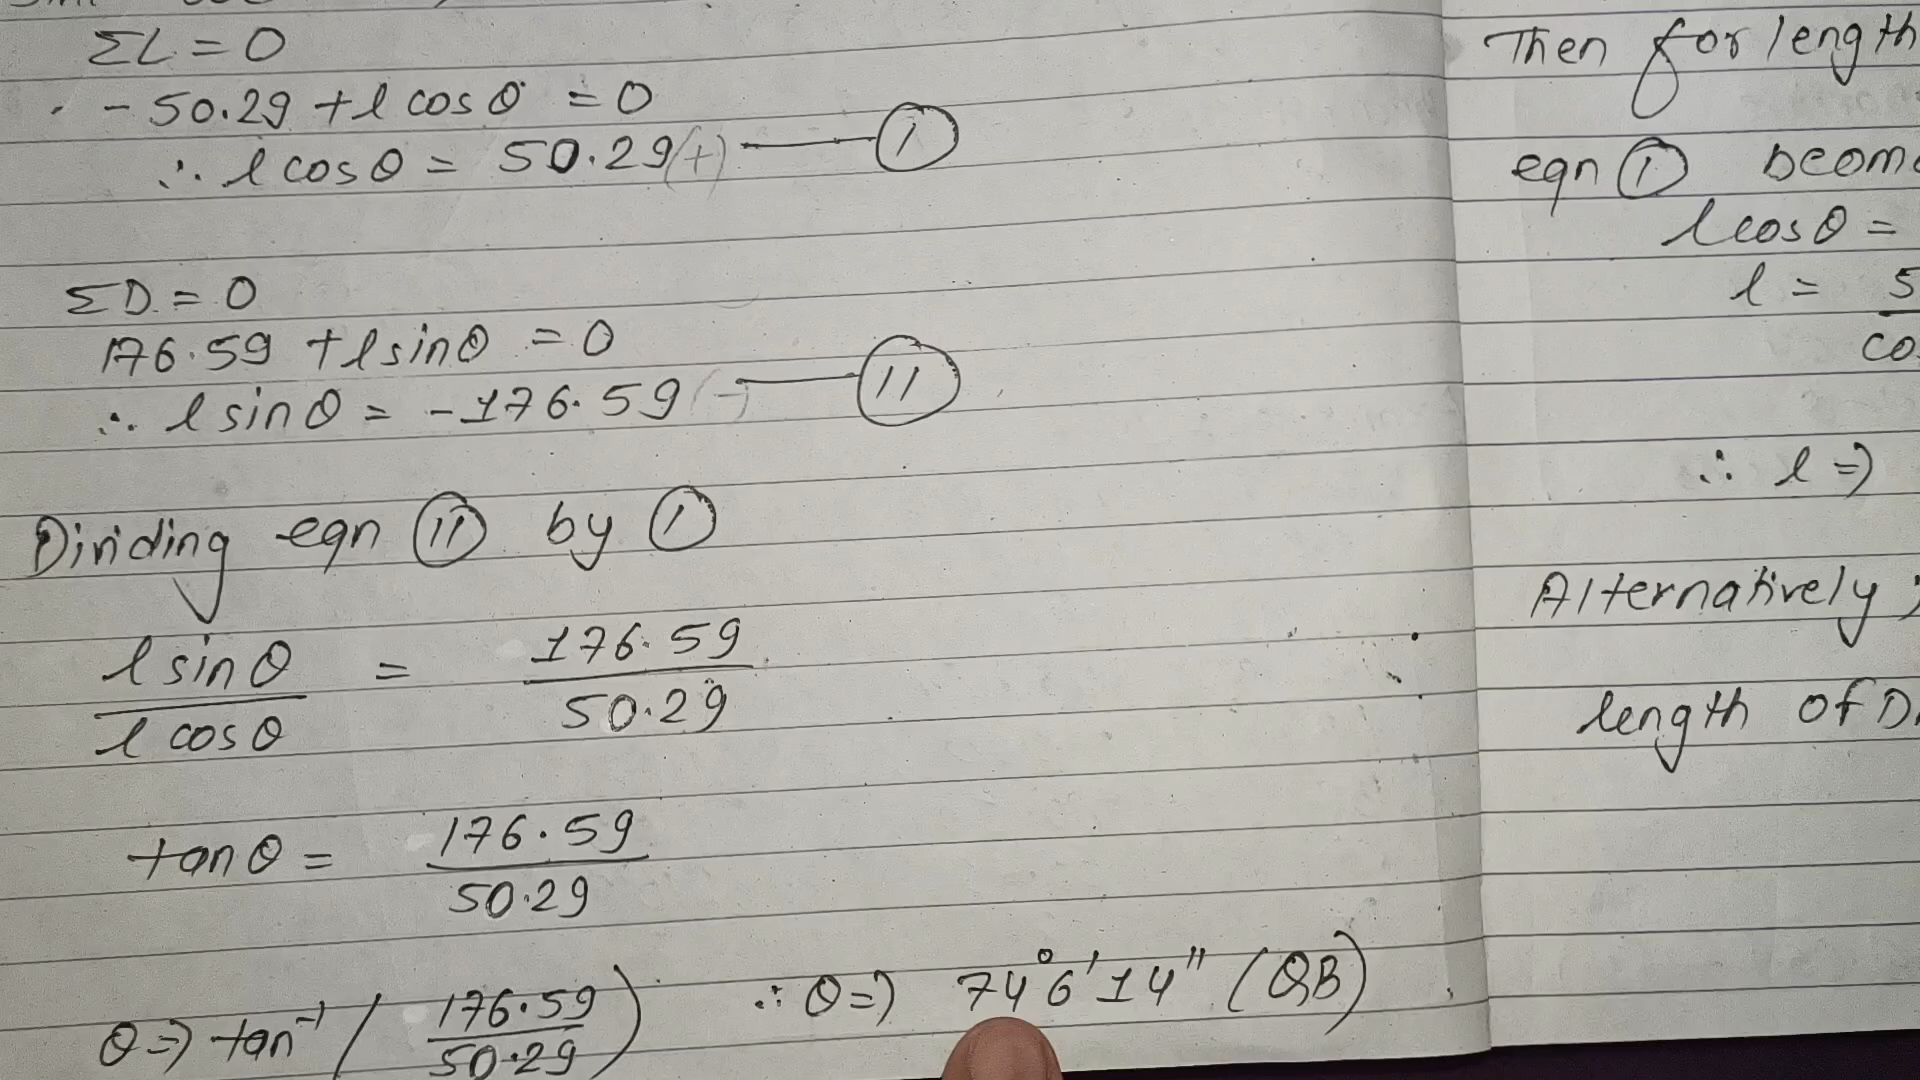 ΣL = 0
- 50.29 + l cos θ = 0
∴ l cos θ = 50.29 (+) —— (I)
ΣD = 0
176.59 + l sin θ = 0
∴ l sin θ = -176.59 (-) —— (II)
Dividing eqn (II) by (I)
l sin θ / l cos θ = 176.59 / 50.29
tan θ = 176.59 / 50.29
θ => tan⁻¹ ( 176.59 / 50.29 ) ∴ θ => 74° 6' 14" (QB)
Then for length
eqn (I)
l cos θ =
l = 5
∴ l =>
Alternatively ;
length of